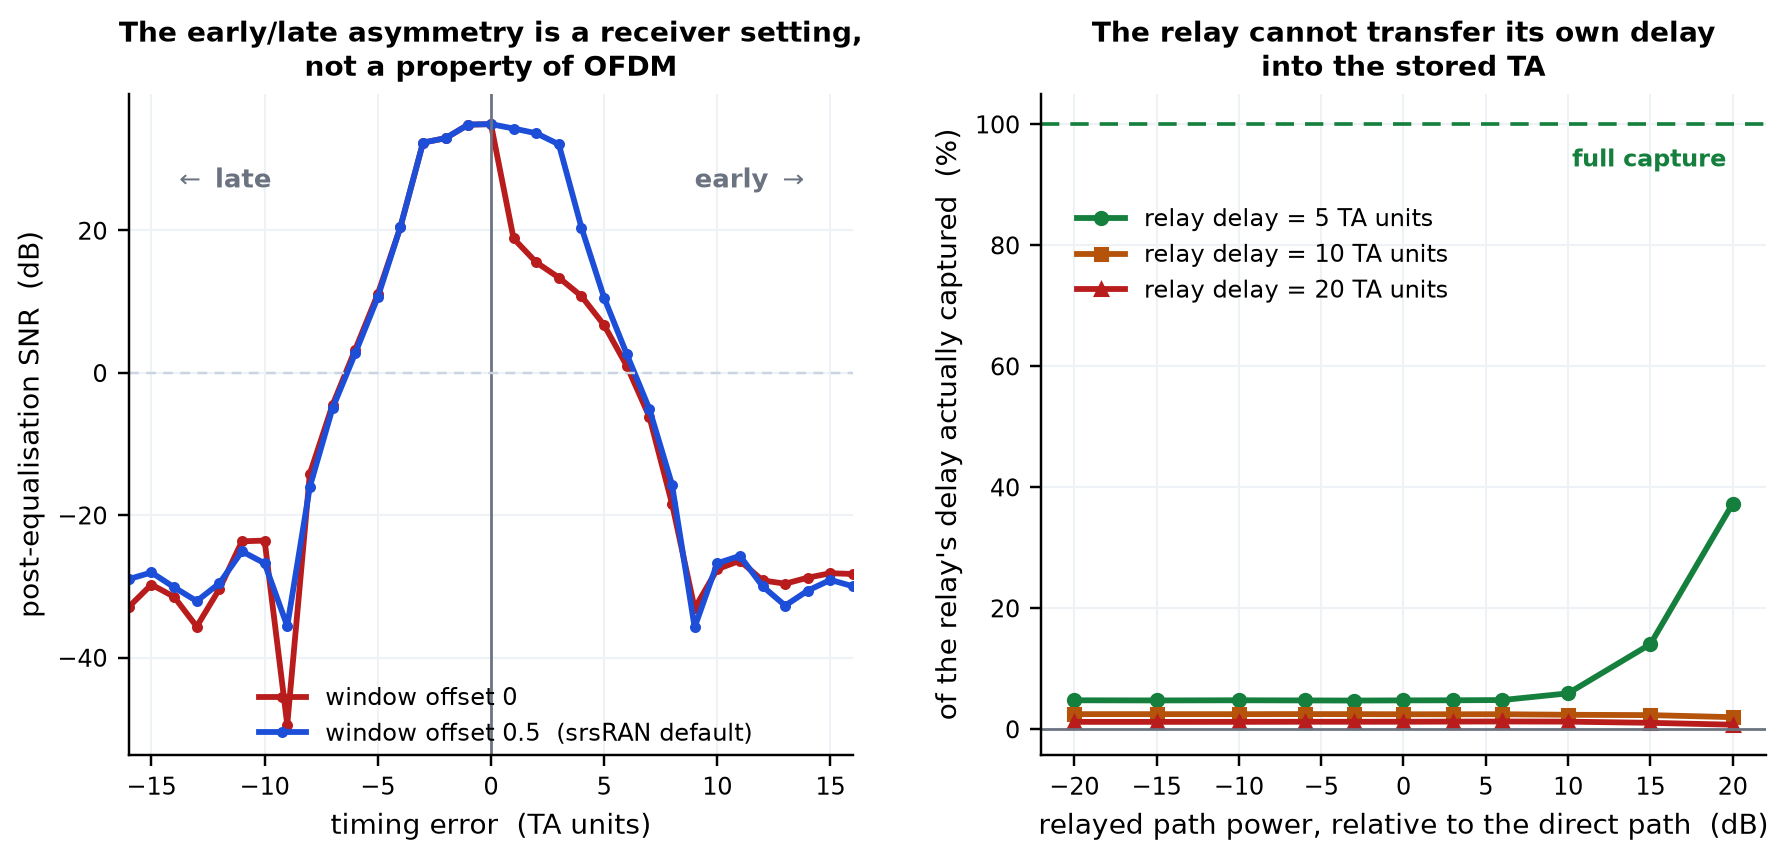 The early/late asymmetry is a receiver setting,
not a property of OFDM
post-equalisation SNR (dB)
20
0
−20
−40
← late
early →
window offset 0
window offset 0.5 (srsRAN default)
−15
−10
−5
0
5
10
15
timing error (TA units)
The relay cannot transfer its own delay
into the stored TA
of the relay's delay actually captured (%)
100
80
60
40
20
0
full capture
relay delay = 5 TA units
relay delay = 10 TA units
relay delay = 20 TA units
−20
−15
−10
−5
0
5
10
15
20
relayed path power, relative to the direct path (dB)